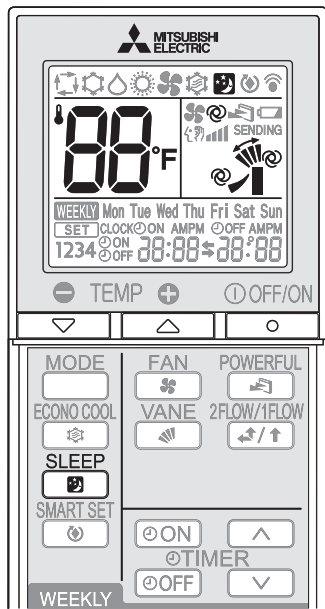 MITSUBISHI
ELECTRIC
88°F
SENDING
WEEKLY Mon Tue Wed Thu Fri Sat Sun
SET CLOCK ON AMPM OFF AMPM
1234 ON OFF 88:88 88:88
TEMP OFF/ON
MODE FAN POWERFUL
ECONO COOL VANE 2FLOW/1FLOW
SLEEP
SMART SET
ON
TIMER
OFF
WEEKLY